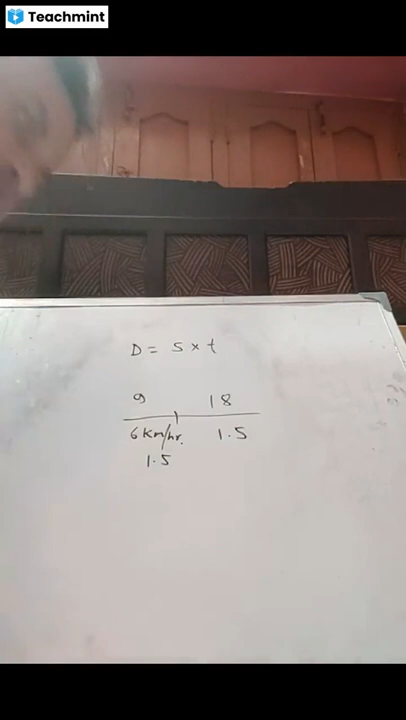 Teachmint
D = s × t
9 18
6 km/hr. 1.5
1.5